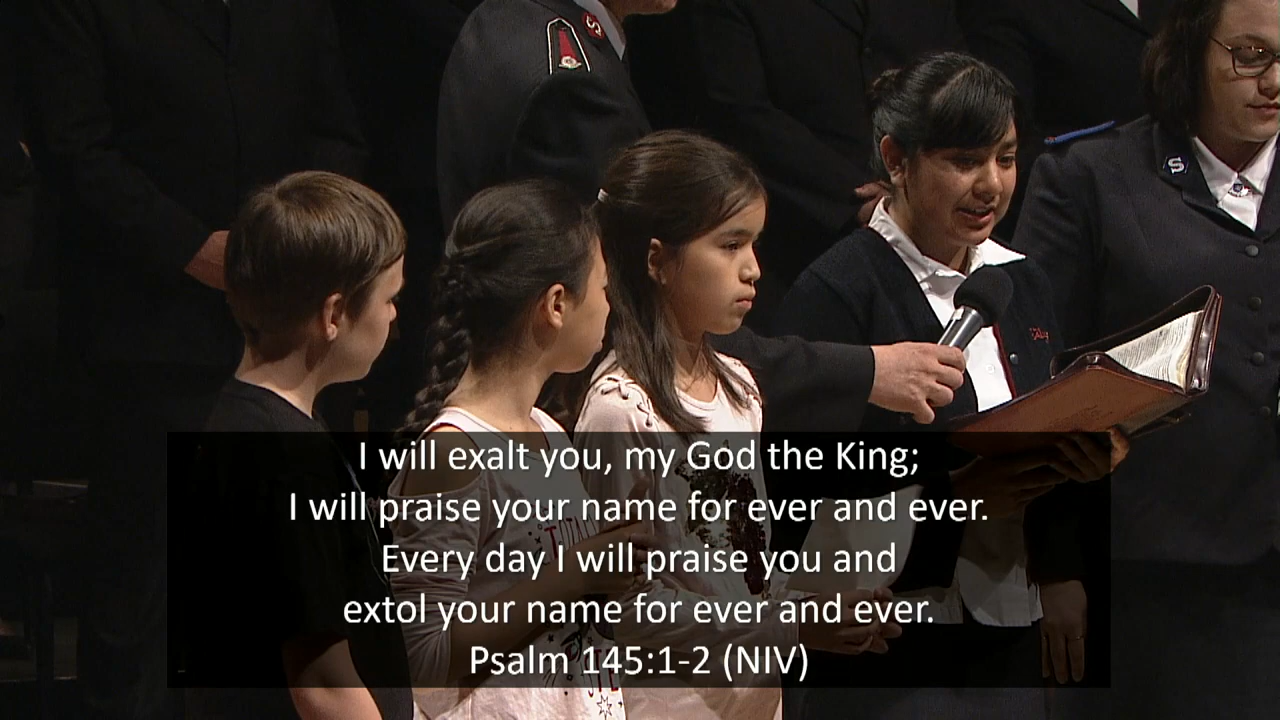 S
S
I will exalt you, my God the King;
I will praise your name for ever and ever.
Every day I will praise you and
extol your name for ever and ever.
Psalm 145:1-2 (NIV)